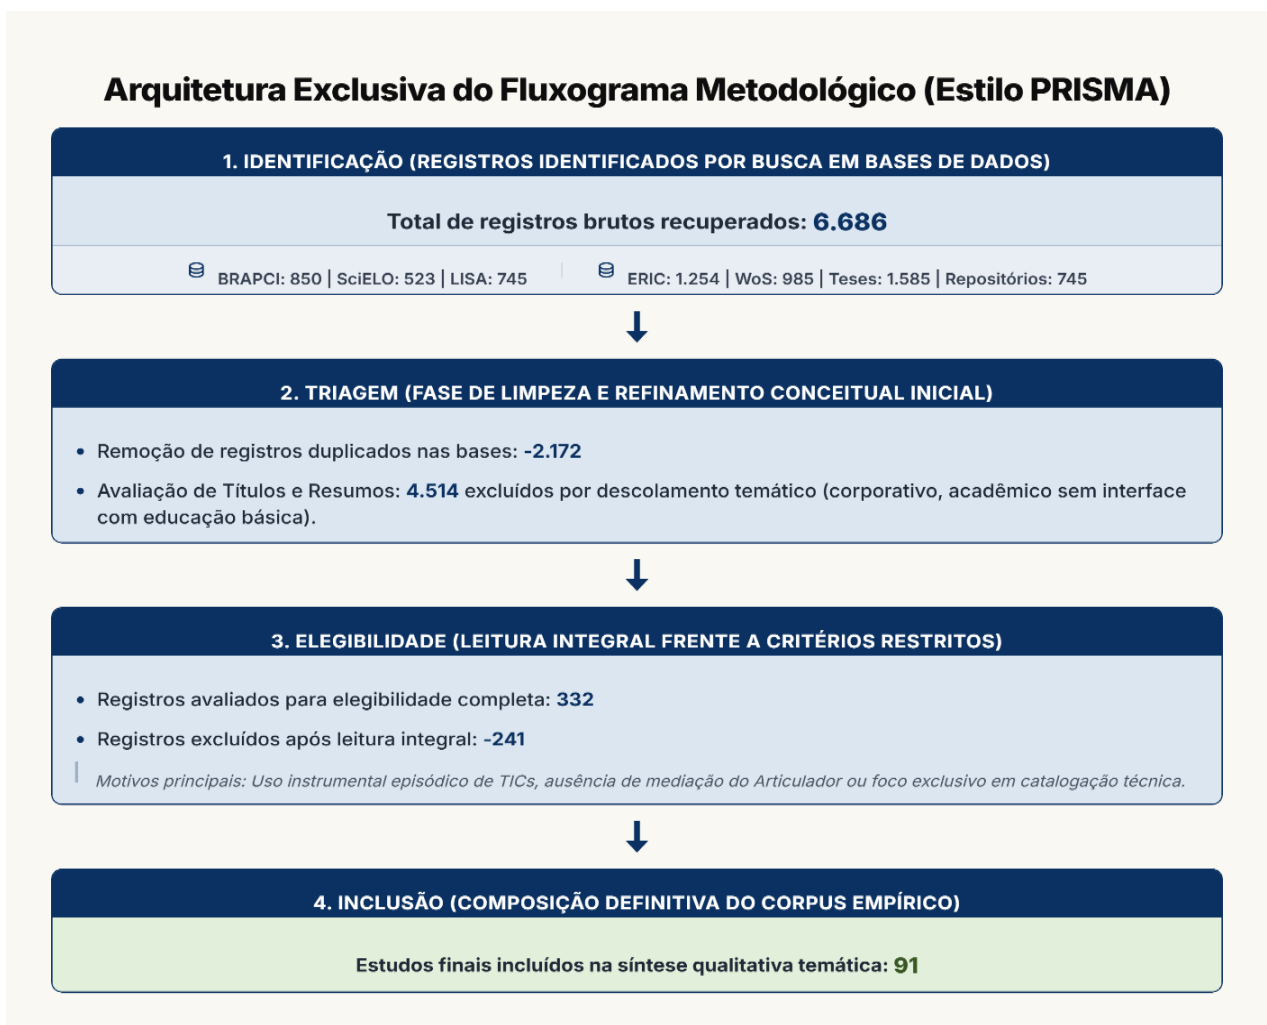 Arquitetura Exclusiva do Fluxograma Metodológico (Estilo PRISMA)
1. IDENTIFICAÇÃO (REGISTROS IDENTIFICADOS POR BUSCA EM BASES DE DADOS)
Total de registros brutos recuperados: 6.686
BRAPCI: 850 | SciELO: 523 | LISA: 745
ERIC: 1.254 | WoS: 985 | Teses: 1.585 | Repositórios: 745
2. TRIAGEM (FASE DE LIMPEZA E REFINAMENTO CONCEITUAL INICIAL)
• Remoção de registros duplicados nas bases: -2.172
• Avaliação de Títulos e Resumos: 4.514 excluídos por descolamento temático (corporativo, acadêmico sem interface
com educação básica).
3. ELEGIBILIDADE (LEITURA INTEGRAL FRENTE A CRITÉRIOS RESTRITOS)
• Registros avaliados para elegibilidade completa: 332
• Registros excluídos após leitura integral: -241
Motivos principais: Uso instrumental episódico de TICs, ausência de mediação do Articulador ou foco exclusivo em catalogação técnica.
4. INCLUSÃO (COMPOSIÇÃO DEFINITIVA DO CORPUS EMPÍRICO)
Estudos finais incluídos na síntese qualitativa temática: 91